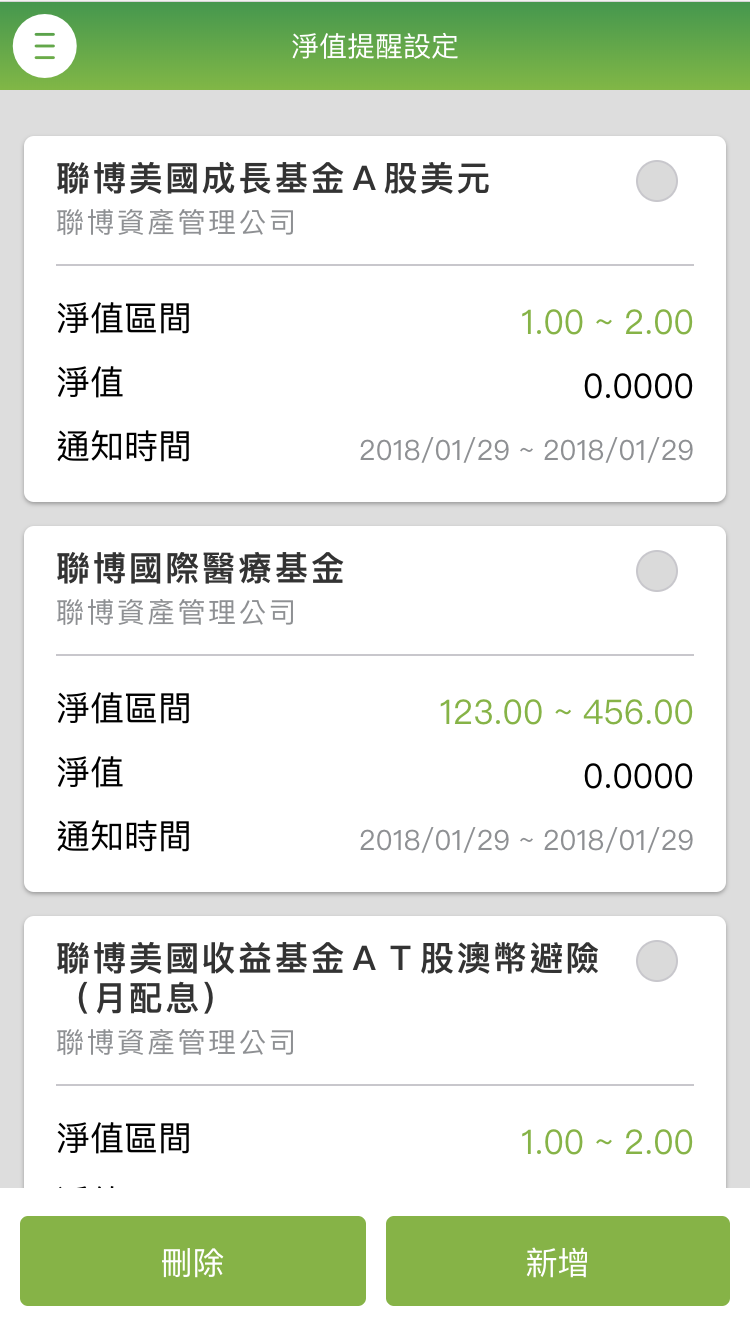 淨值提醒設定
聯博美國成長基金Ａ股美元
聯博資產管理公司
淨值區間 1.00 ~ 2.00
淨值 0.0000
通知時間 2018/01/29 ~ 2018/01/29
聯博國際醫療基金
聯博資產管理公司
淨值區間 123.00 ~ 456.00
淨值 0.0000
通知時間 2018/01/29 ~ 2018/01/29
聯博美國收益基金ＡＴ股澳幣避險
（月配息）
聯博資產管理公司
淨值區間 1.00 ~ 2.00
刪除 新增